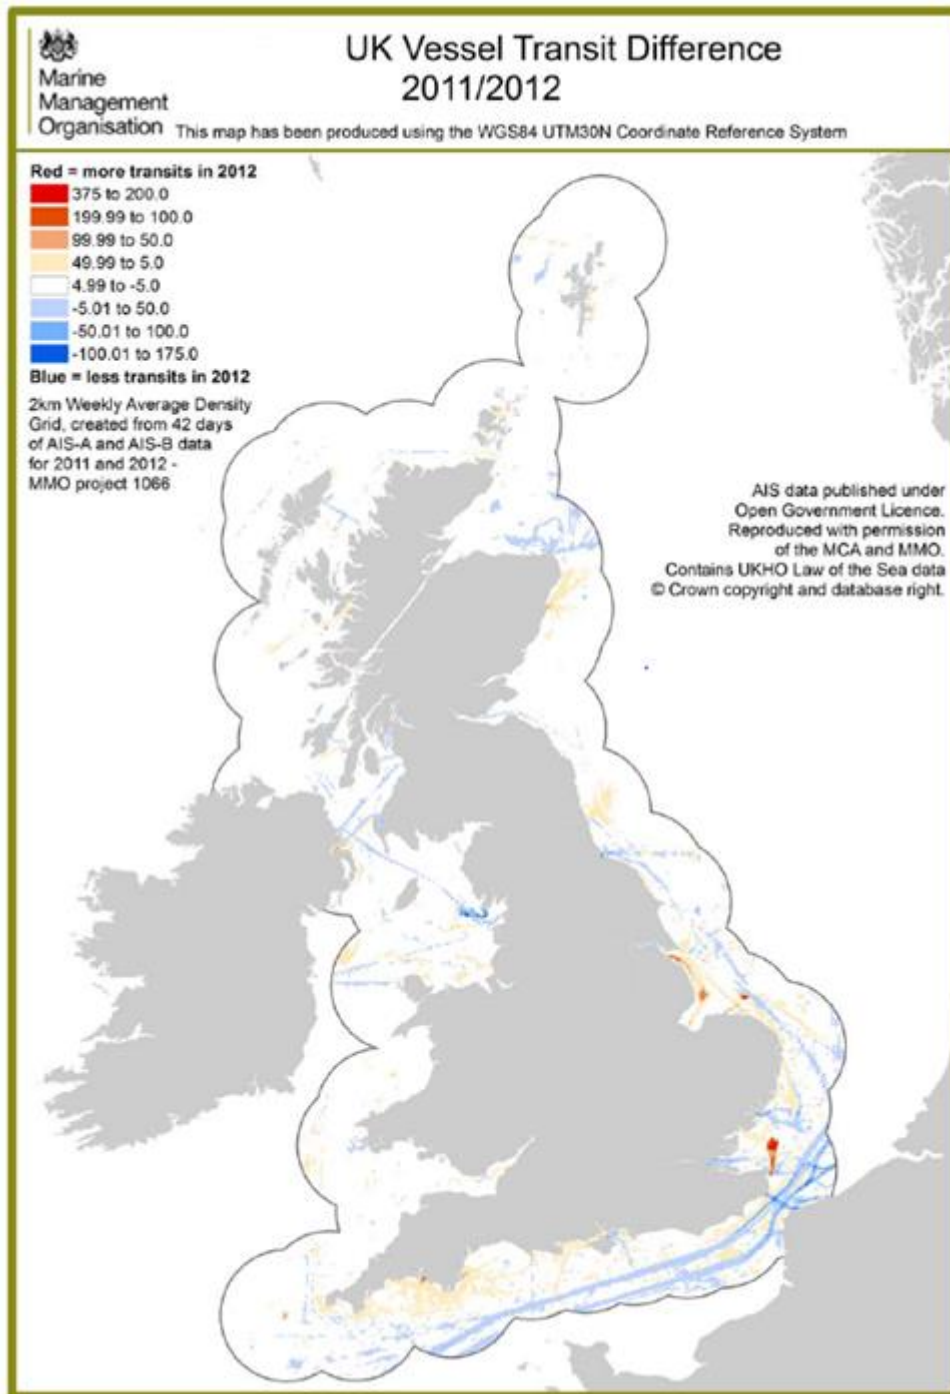 Marine
Management
Organisation
UK Vessel Transit Difference
2011/2012
This map has been produced using the WGS84 UTM30N Coordinate Reference System
Red = more transits in 2012
375 to 200.0
199.99 to 100.0
99.99 to 50.0
49.99 to 5.0
4.99 to -5.0
-5.01 to 50.0
-50.01 to 100.0
-100.01 to 175.0
Blue = less transits in 2012
2km Weekly Average Density
Grid, created from 42 days
of AIS-A and AIS-B data
for 2011 and 2012 -
MMO project 1066
AIS data published under
Open Government Licence.
Reproduced with permission
of the MCA and MMO.
Contains UKHO Law of the Sea data
© Crown copyright and database right.